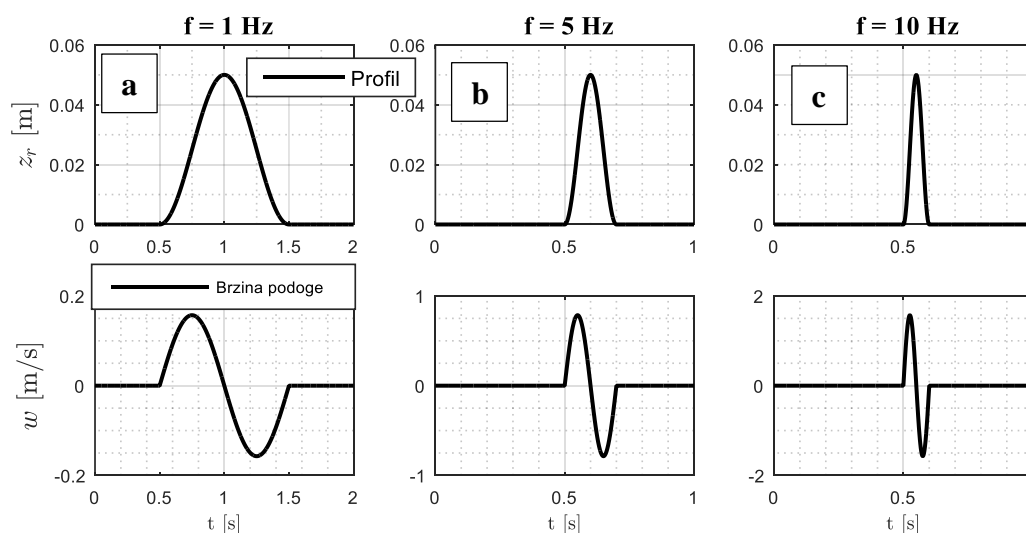 f = 1 Hz
f = 5 Hz
f = 10 Hz
0.06
0.04
0.02
0
z_r [m]
a
Profil
0 0.5 1 1.5 2
0.06
0.04
0.02
0
b
0 0.5 1
0.06
0.04
0.02
0
c
0 0.5
Brzina podoge
0.2
0
-0.2
w [m/s]
0 0.5 1 1.5 2
t [s]
1
0
-1
0 0.5 1
t [s]
2
0
-2
0 0.5
t [s]